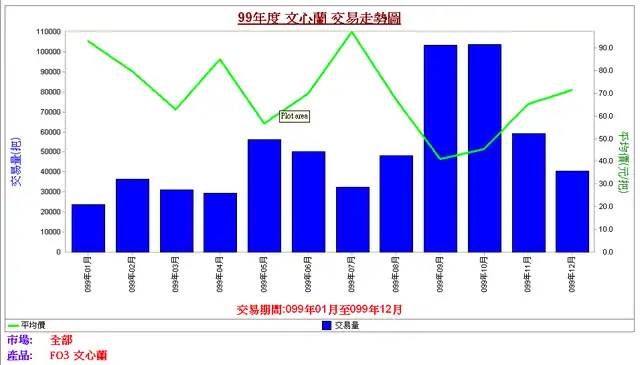 99年度 文心蘭 交易走勢圖
110000
100000
90000
80000
70000
60000
50000
40000
30000
20000
10000
0
90.0
80.0
70.0
60.0
50.0
40.0
30.0
20.0
10.0
0.0
交易量(把)
平均價(元/把)
Plot area
099年01月
099年02月
099年03月
099年04月
099年05月
099年06月
099年07月
099年08月
099年09月
099年10月
099年11月
099年12月
交易期間:099年01月至099年12月
平均價 交易量
市場: 全部
產品: FO3 文心蘭